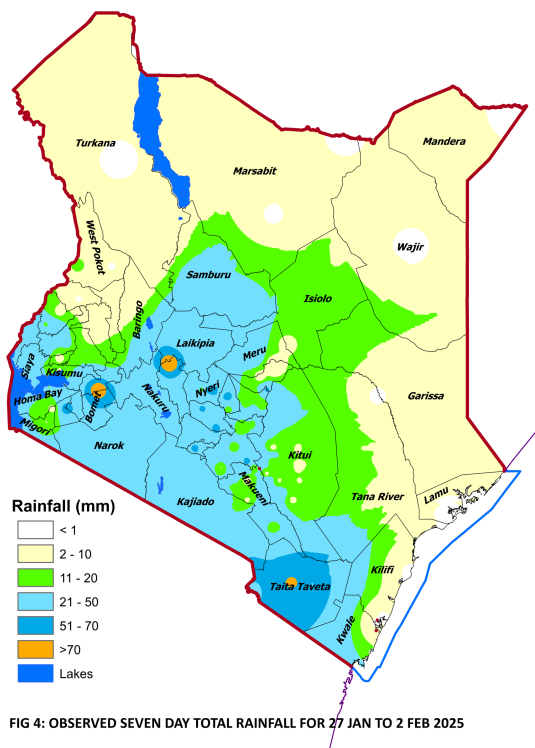 Turkana
Mandera
Marsabit
West Pokot
Wajir
Samburu
Isiolo
Baringo
Laikipia
Meru
Siaya
Kisumu
Garissa
Homa Bay
Bomet
Nakuru
Nyeri
Migori
Narok
Kitui
Makueni
Tana River
Lamu
Kajiado
Kilifi
Taita Taveta
Kwale
Rainfall (mm)
< 1
2 - 10
11 - 20
21 - 50
51 - 70
>70
Lakes
FIG 4: OBSERVED SEVEN DAY TOTAL RAINFALL FOR 27 JAN TO 2 FEB 2025